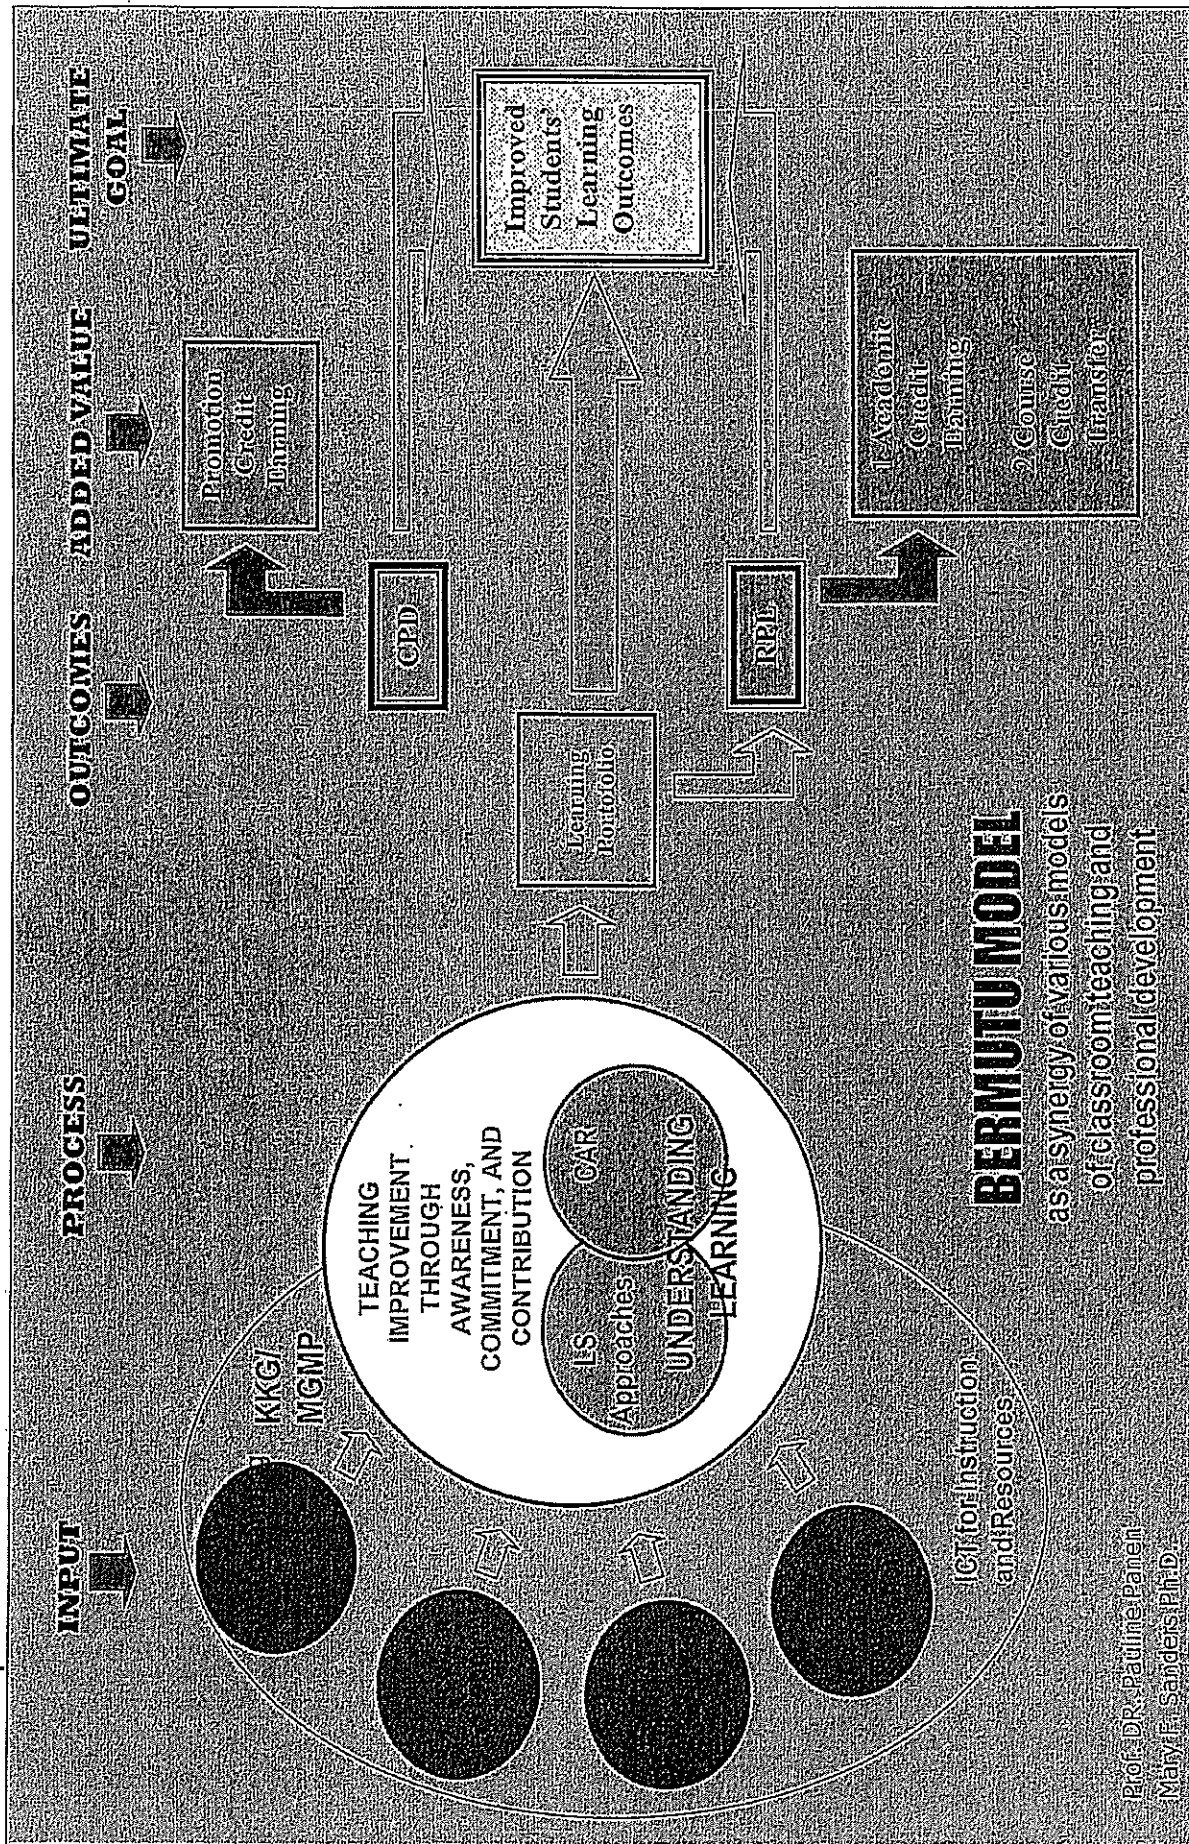 INPUT
PROCESS
OUTCOMES
ADDED VALUE
ULTIMATE
GOAL
KKG/
MGMP
TEACHING
IMPROVEMENT
THROUGH
AWARENESS,
COMMITMENT, AND
CONTRIBUTION
LS
Approaches
CAR
UNDERSTANDING
LEARNING
ICT for Instruction
and Resources
Learning
Portofolio
CPD
RPL
Promotion
Credit
Earning
1. Academic
Credit
Earning
2 Course
Credit
Transfer
Improved
Students'
Learning
Outcomes
BERMUTU MODEL
as a synergy of various models
of classroom teaching and
professional development
Prof. DR. Pauline Panen
Mary F. Sanders Ph.D.